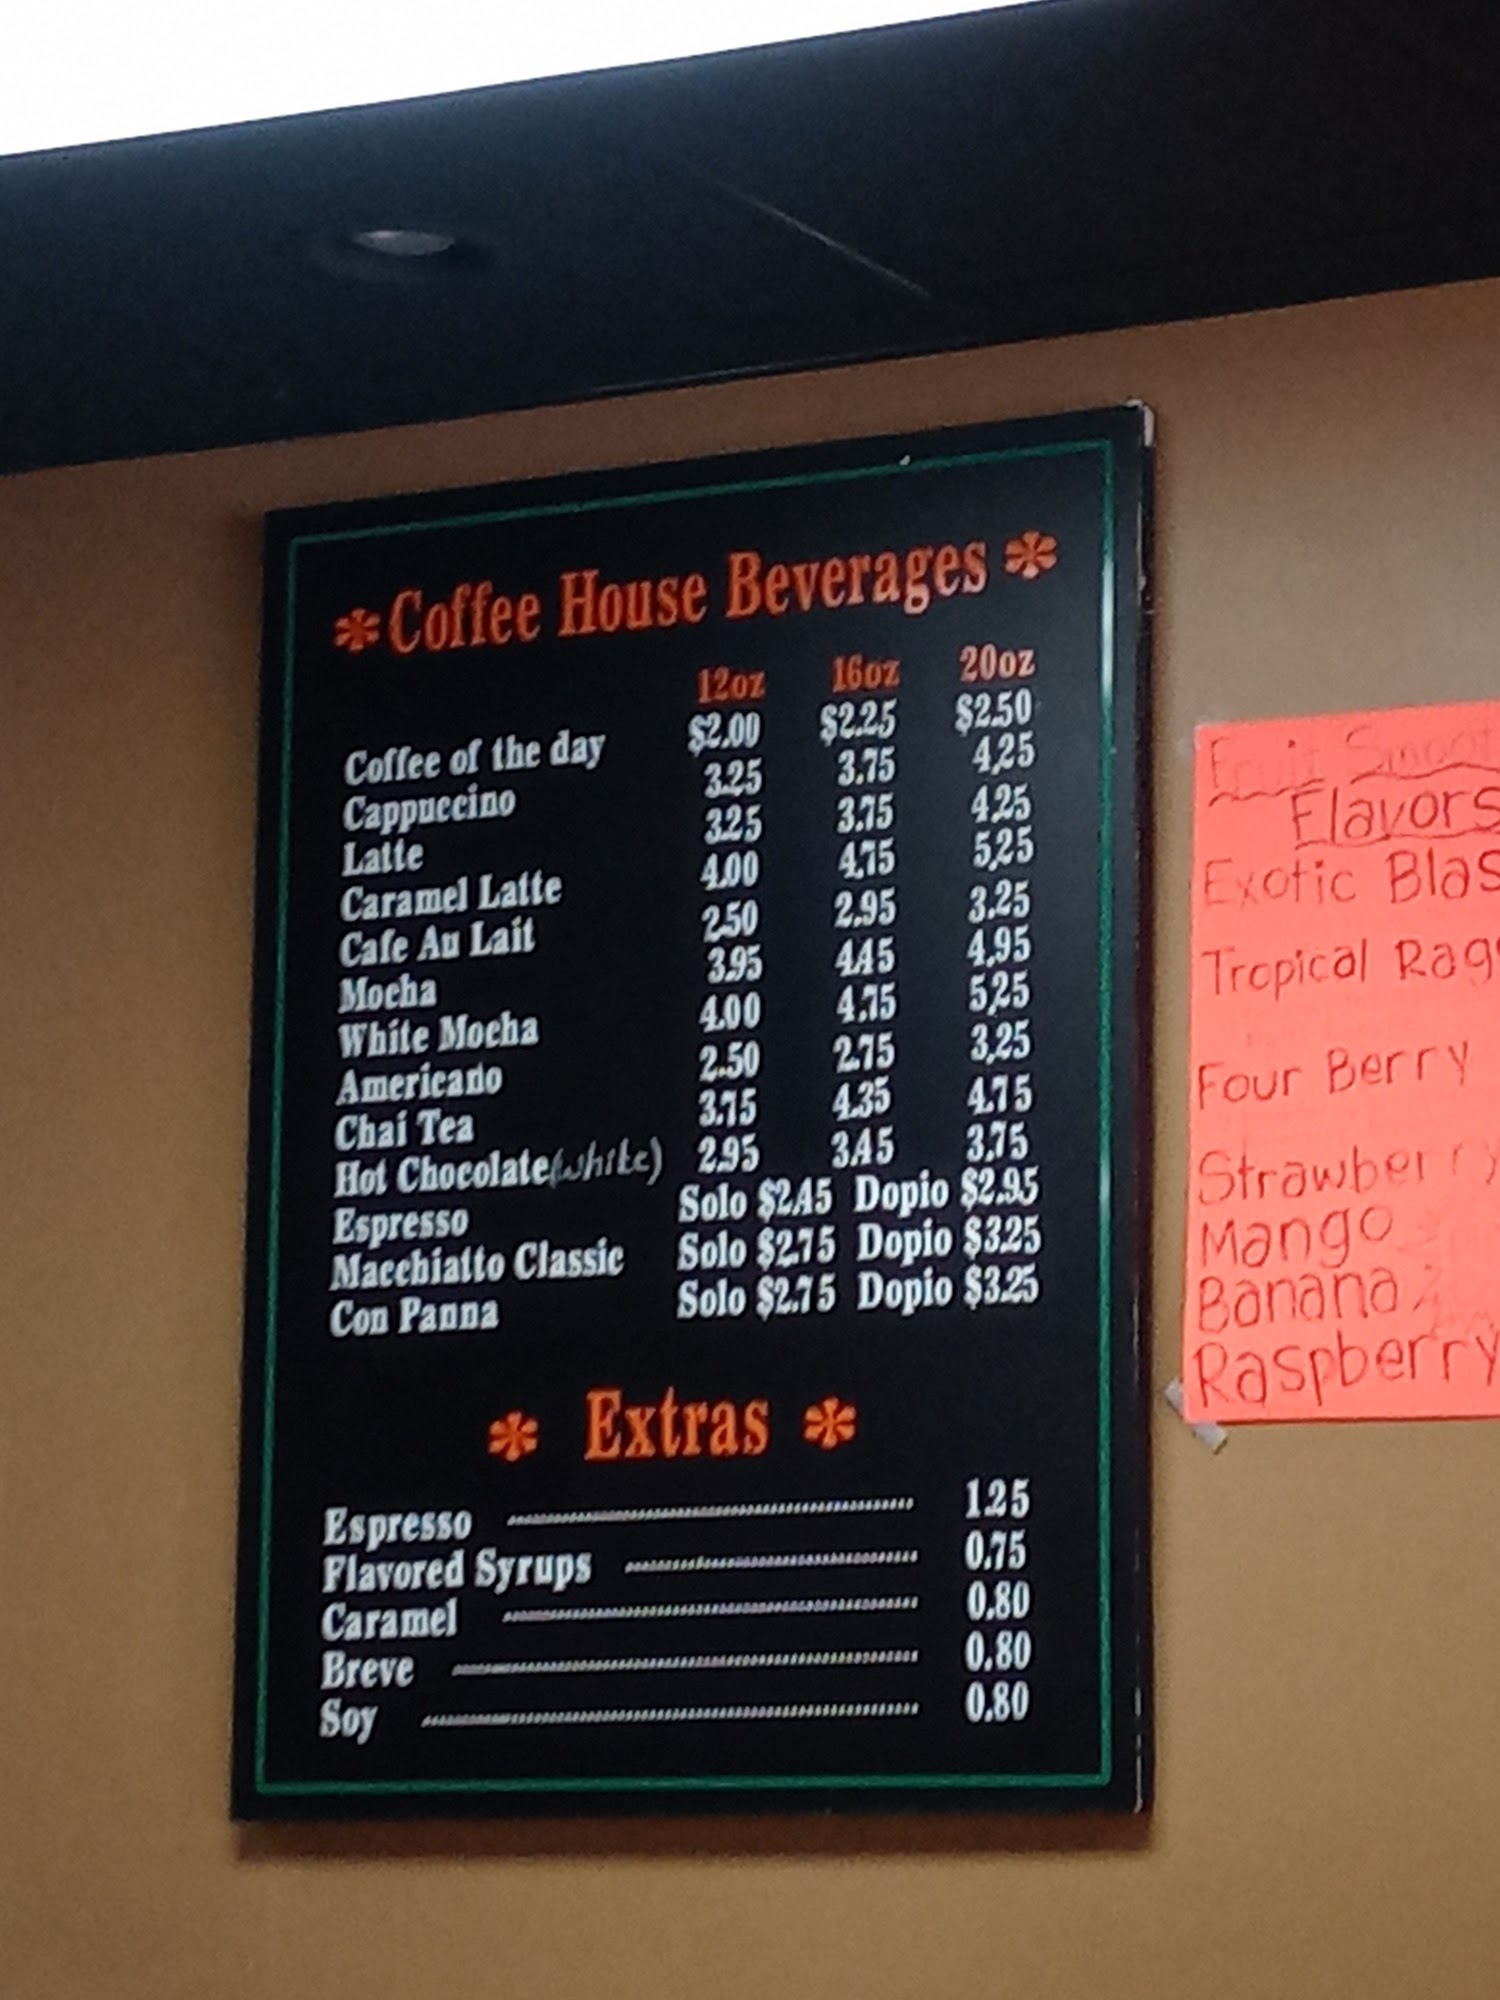 * Coffee House Beverages *
12oz 16oz 20oz
Coffee of the day $2.00 $2.25 $2.50
Cappuccino 3.25 3.75 4.25
Latte 3.25 3.75 4.25
Caramel Latte 4.00 4.75 5.25
Cafe Au Lait 2.50 2.95 3.25
Mocha 3.95 4.45 4.95
White Mocha 4.00 4.75 5.25
Americano 2.50 2.75 3.25
Chai Tea 3.75 4.35 4.75
Hot Chocolate (white) 2.95 3.45 3.75
Espresso Solo $2.45 Dopio $2.95
Macchiatto Classic Solo $2.75 Dopio $3.25
Con Panna Solo $2.75 Dopio $3.25
* Extras *
Espresso 1.25
Flavored Syrups 0.75
Caramel 0.80
Breve 0.80
Soy 0.80
Fruit
Flavors
Exotic
Tropical
Four Berry
Strawberry
Mango
Banana
Raspberry